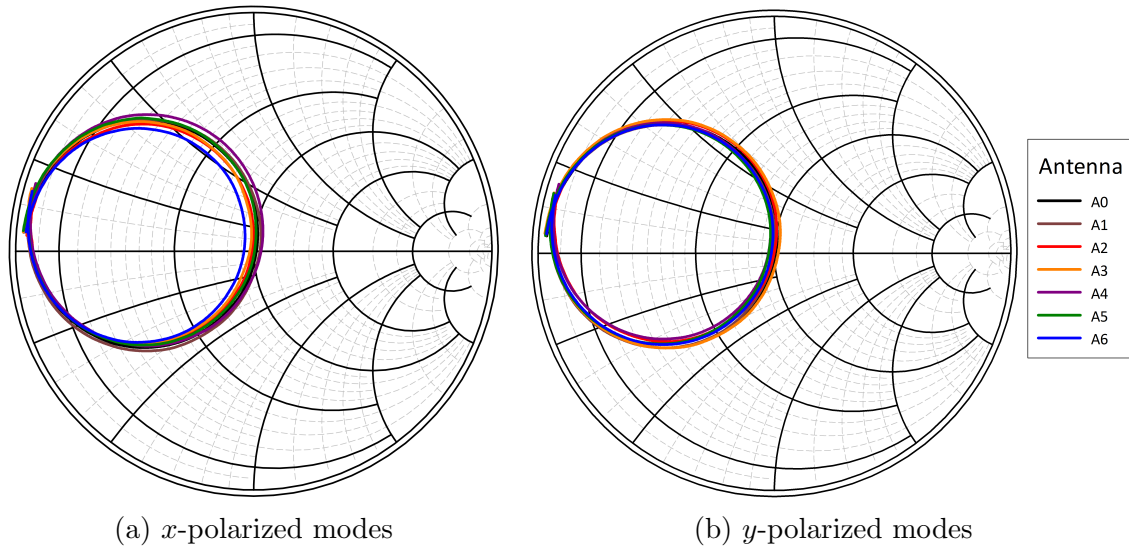 Antenna
A0
A1
A2
A3
A4
A5
A6
(a) x-polarized modes
(b) y-polarized modes